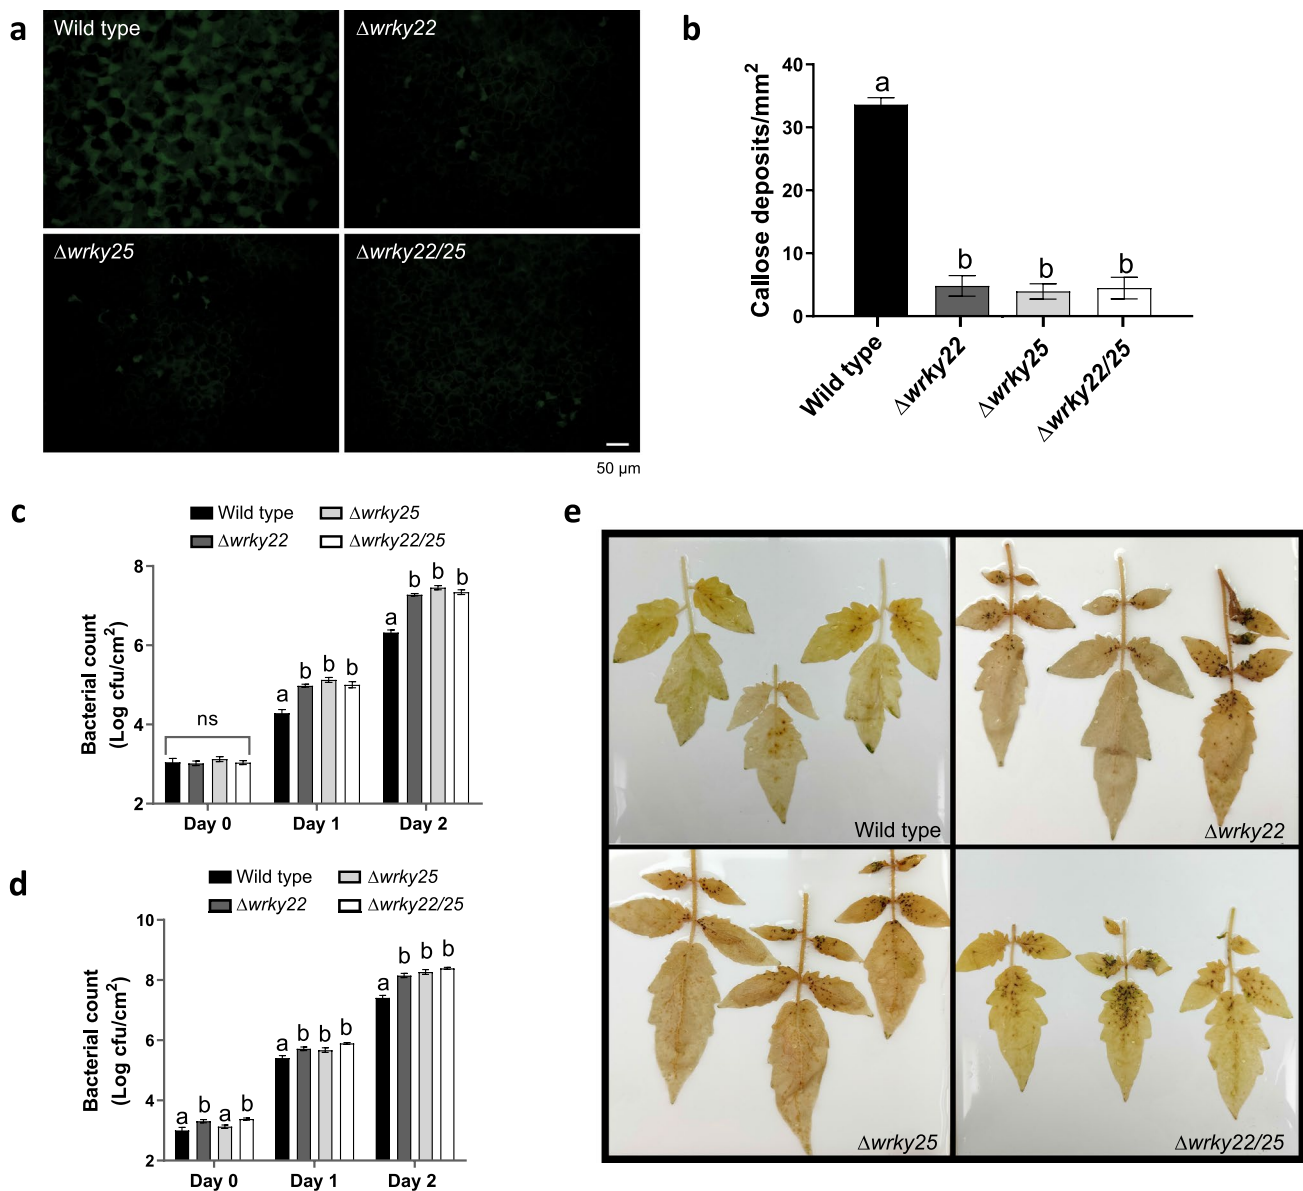 a
Wild type
Δwrky22
Δwrky25
Δwrky22/25
50 µm
b
Callose deposits/mm2
40
30
20
10
0
a
b
b
b
Wild type
Δwrky22
Δwrky25
Δwrky22/25
c
Wild type
Δwrky25
Δwrky22
Δwrky22/25
Bacterial count
(Log cfu/cm2)
8
6
4
2
ns
a
b
b
b
a
b
b
b
Day 0
Day 1
Day 2
d
Wild type
Δwrky25
Δwrky22
Δwrky22/25
Bacterial count
(Log cfu/cm2)
10
8
6
4
2
a
b
a
b
a
b
b
b
a
b
b
b
Day 0
Day 1
Day 2
e
Wild type
Δwrky22
Δwrky25
Δwrky22/25